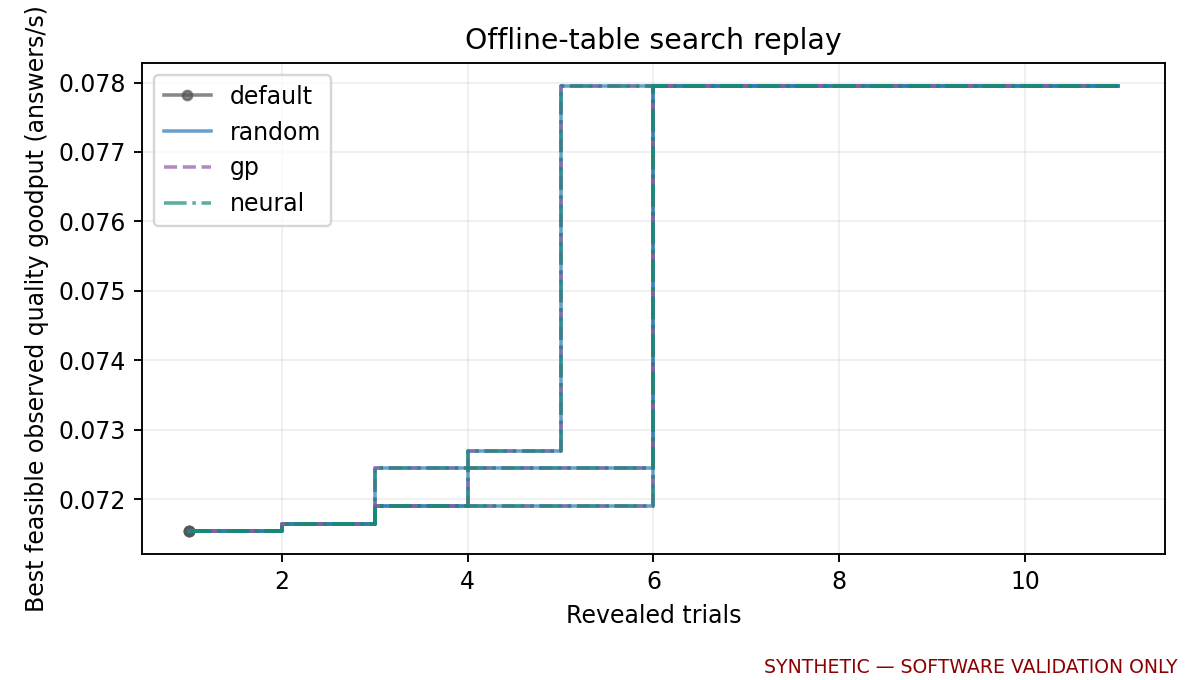 Offline-table search replay
Best feasible observed quality goodput (answers/s)
0.078
0.077
0.076
0.075
0.074
0.073
0.072
default
random
gp
neural
2
4
6
8
10
Revealed trials
SYNTHETIC — SOFTWARE VALIDATION ONLY